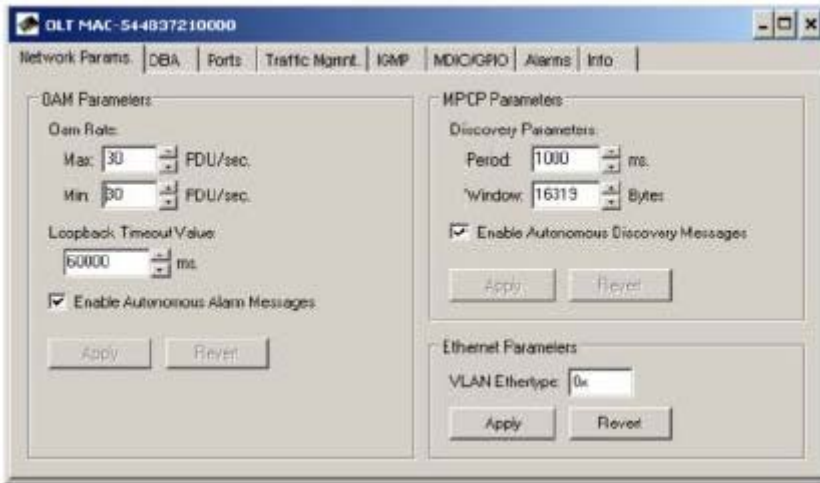 OLT MAC-544837210000
Network Params. DBA Ports Traffic Mgmnt. IGMP MDIO/GPIO Alarms Info
OAM Parameters
Oam Rate:
Max: 30 PDU/sec.
Min: 30 PDU/sec.
Loopback Timeout Value:
60000 ms.
Enable Autonomous Alarm Messages
Apply Revert
MPCP Parameters
Discovery Parameters:
Period: 1000 ms.
Window: 16319 Bytes
Enable Autonomous Discovery Messages
Apply Revert
Ethernet Parameters
VLAN Ethertype: 0x
Apply Revert